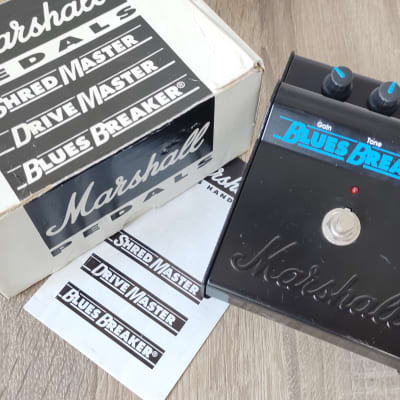 Marshall
PEDALS
SHRED MASTER
DRIVE MASTER
BLUES BREAKER®
Marshall
PEDALS
Marshall
HAND
SHRED MASTER
DRIVE MASTER
BLUES BREAKER®
Gain
Tone
BLUES BREA
Marshall